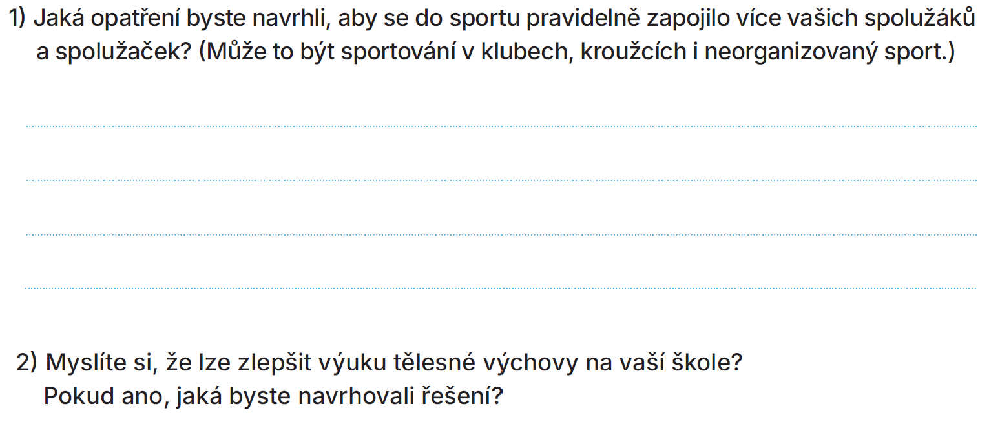 1) Jaká opatření byste navrhli, aby se do sportu pravidelně zapojilo více vašich spolužáků
a spolužaček? (Může to být sportování v klubech, kroužcích i neorganizovaný sport.)
2) Myslíte si, že lze zlepšit výuku tělesné výchovy na vaší škole?
Pokud ano, jaká byste navrhovali řešení?